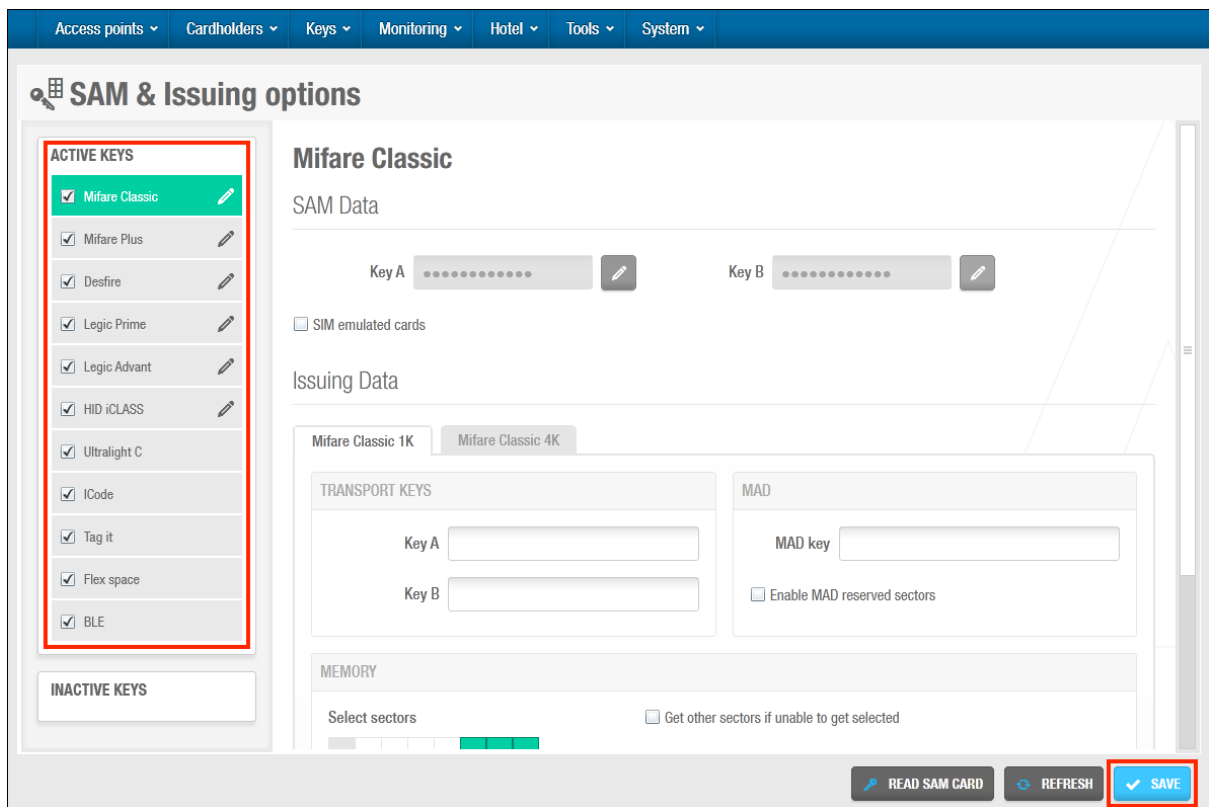 Access points Cardholders Keys Monitoring Hotel Tools System
SAM & Issuing options
ACTIVE KEYS
Mifare Classic
Mifare Plus
Desfire
Legic Prime
Legic Advant
HID iCLASS
Ultralight C
ICode
Tag it
Flex space
BLE
INACTIVE KEYS
Mifare Classic
SAM Data
Key A ●●●●●●●●●●●● Key B ●●●●●●●●●●●●
SIM emulated cards
Issuing Data
Mifare Classic 1K Mifare Classic 4K
TRANSPORT KEYS
Key A
Key B
MAD
MAD key
Enable MAD reserved sectors
MEMORY
Select sectors Get other sectors if unable to get selected
READ SAM CARD REFRESH SAVE